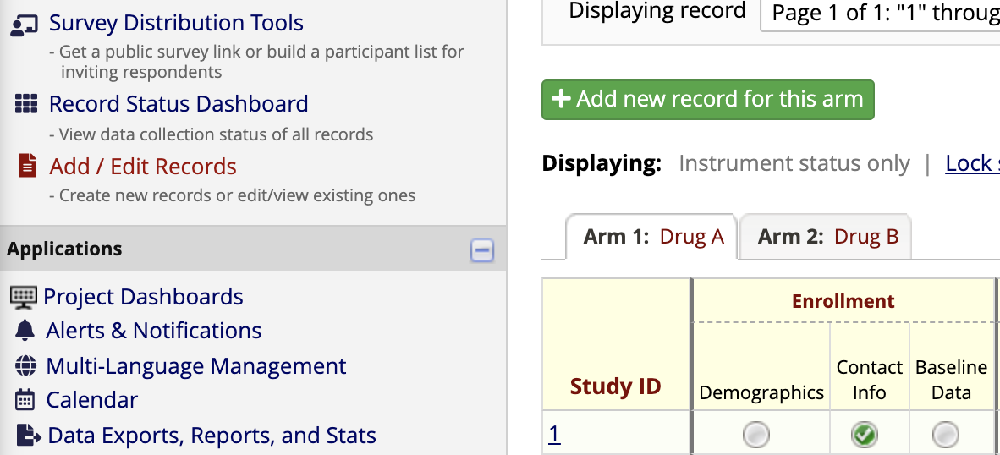 Survey Distribution Tools
- Get a public survey link or build a participant list for
inviting respondents
Record Status Dashboard
- View data collection status of all records
Add / Edit Records
- Create new records or edit/view existing ones
Applications
Project Dashboards
Alerts & Notifications
Multi-Language Management
Calendar
Data Exports, Reports, and Stats
Displaying record
Page 1 of 1: "1" throug
Add new record for this arm
Displaying: Instrument status only | Lock
Arm 1: Drug A
Arm 2: Drug B
Enrollment
Study ID
Demographics
Contact
Info
Baseline
Data
1